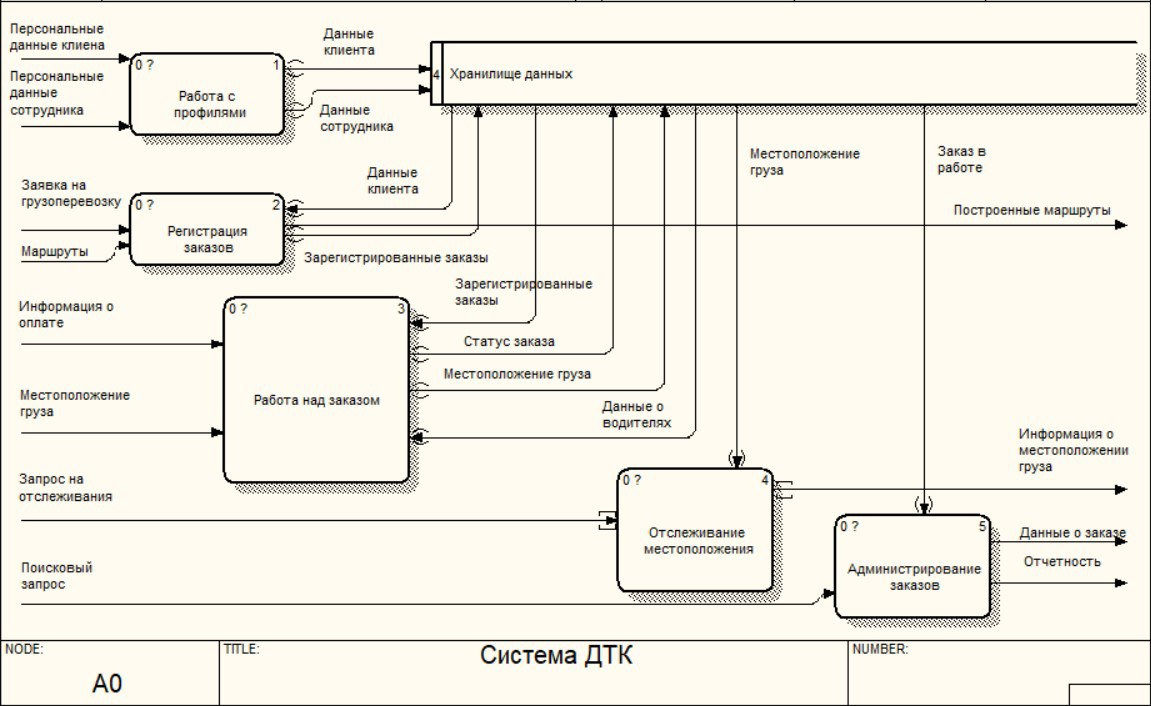 Персональные
данные клиена
Персональные
данные
сотрудника
0 ?
1
Работа с
профилями
Данные
клиента
Данные
сотрудника
4
Хранилище данных
Заявка на
грузоперевозку
Маршруты
0 ?
2
Регистрация
заказов
Данные
клиента
Зарегистрированные заказы
Местоположение
груза
Заказ в
работе
Построенные маршруты
Информация о
оплате
Местоположение
груза
0 ?
3
Работа над заказом
Зарегистрированные
заказы
Статус заказа
Местоположение груза
Данные о
водителях
Запрос на
отслеживания
0 ?
4
Отслеживание
местоположения
Информация о
местоположении
груза
Поисковый
запрос
0 ?
5
Администрирование
заказов
Данные о заказе
Отчетность
NODE:
A0
TITLE:
Система ДТК
NUMBER: